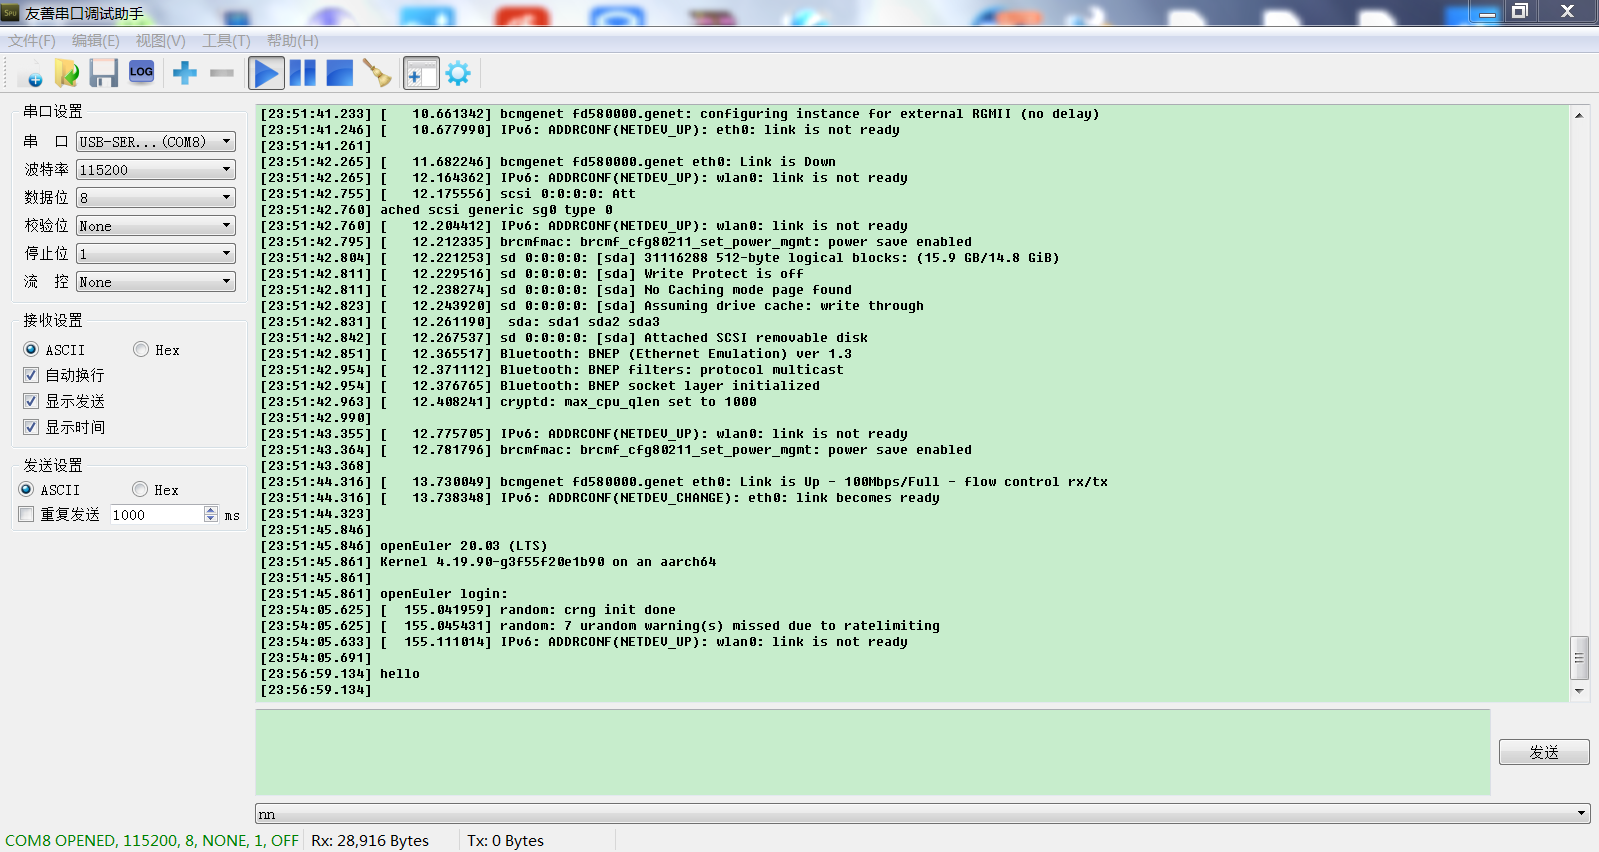 友善串口调试助手
文件(F) 编辑(E) 视图(V) 工具(T) 帮助(H)
LOG
串口设置
串 口 USB-SER...(COM8)
波特率 115200
数据位 8
校验位 None
停止位 1
流 控 None
接收设置
ASCII Hex
自动换行
显示发送
显示时间
发送设置
ASCII Hex
重复发送 1000 ms
[23:51:41.233] [   10.661342] bcmgenet fd580000.genet: configuring instance for external RGMII (no delay)
[23:51:41.246] [   10.677990] IPv6: ADDRCONF(NETDEV_UP): eth0: link is not ready
[23:51:41.261]
[23:51:42.265] [   11.682246] bcmgenet fd580000.genet eth0: Link is Down
[23:51:42.265] [   12.164362] IPv6: ADDRCONF(NETDEV_UP): wlan0: link is not ready
[23:51:42.755] [   12.175556] scsi 0:0:0:0: Att
[23:51:42.760] ached scsi generic sg0 type 0
[23:51:42.760] [   12.204412] IPv6: ADDRCONF(NETDEV_UP): wlan0: link is not ready
[23:51:42.795] [   12.212335] brcmfmac: brcmf_cfg80211_set_power_mgmt: power save enabled
[23:51:42.804] [   12.221253] sd 0:0:0:0: [sda] 31116288 512-byte logical blocks: (15.9 GB/14.8 GiB)
[23:51:42.811] [   12.229516] sd 0:0:0:0: [sda] Write Protect is off
[23:51:42.811] [   12.238274] sd 0:0:0:0: [sda] No Caching mode page found
[23:51:42.823] [   12.243920] sd 0:0:0:0: [sda] Assuming drive cache: write through
[23:51:42.831] [   12.261190]  sda: sda1 sda2 sda3
[23:51:42.842] [   12.267537] sd 0:0:0:0: [sda] Attached SCSI removable disk
[23:51:42.851] [   12.365517] Bluetooth: BNEP (Ethernet Emulation) ver 1.3
[23:51:42.954] [   12.371112] Bluetooth: BNEP filters: protocol multicast
[23:51:42.954] [   12.376765] Bluetooth: BNEP socket layer initialized
[23:51:42.963] [   12.408241] cryptd: max_cpu_qlen set to 1000
[23:51:42.990]
[23:51:43.355] [   12.775705] IPv6: ADDRCONF(NETDEV_UP): wlan0: link is not ready
[23:51:43.364] [   12.781796] brcmfmac: brcmf_cfg80211_set_power_mgmt: power save enabled
[23:51:43.368]
[23:51:44.316] [   13.730049] bcmgenet fd580000.genet eth0: Link is Up - 100Mbps/Full - flow control rx/tx
[23:51:44.316] [   13.738348] IPv6: ADDRCONF(NETDEV_CHANGE): eth0: link becomes ready
[23:51:44.323]
[23:51:45.846]
[23:51:45.846] openEuler 20.03 (LTS)
[23:51:45.861] Kernel 4.19.90-g3f55f20e1b90 on an aarch64
[23:51:45.861]
[23:51:45.861] openEuler login:
[23:54:05.625] [  155.041959] random: crng init done
[23:54:05.625] [  155.045431] random: 7 urandom warning(s) missed due to ratelimiting
[23:54:05.633] [  155.111014] IPv6: ADDRCONF(NETDEV_UP): wlan0: link is not ready
[23:54:05.691]
[23:56:59.134] hello
[23:56:59.134]
发送
nn
COM8 OPENED, 115200, 8, NONE, 1, OFF Rx: 28,916 Bytes Tx: 0 Bytes